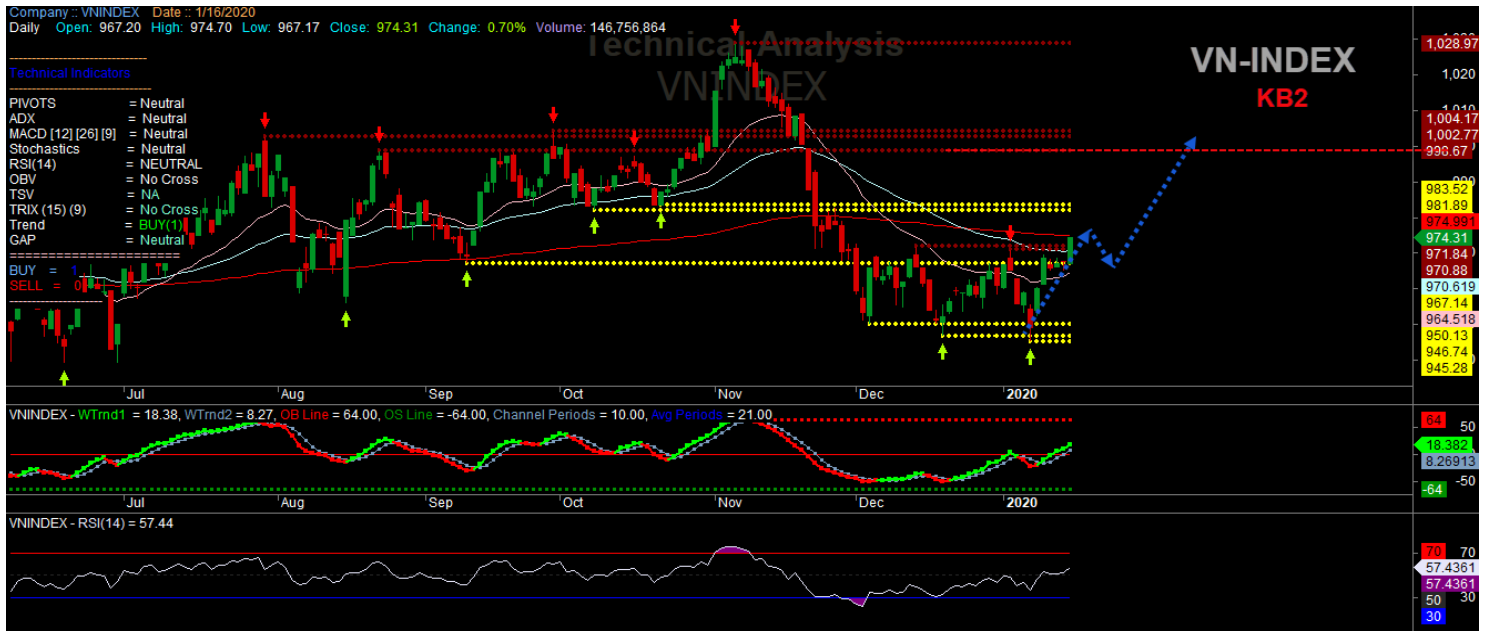 Company :: VNINDEX Date :: 1/16/2020
Daily Open: 967.20 High: 974.70 Low: 967.17 Close: 974.31 Change: 0.70% Volume: 146,756,864
Technical Analysis
VNINDEX
VN-INDEX
KB2
Technical Indicators
PIVOTS = Neutral
ADX = Neutral
MACD [12] [26] [9] = Neutral
Stochastics = Neutral
RSI(14) = NEUTRAL
OBV = No Cross
TSV = NA
TRIX (15) (9) = No Cross
Trend = BUY(1)
GAP = Neutral
BUY = 1
SELL = 0
1,028.97
1,020
1,010
1,004.17
1,002.77
998.67
983.52
981.89
974.991
974.31
971.84
970.88
970.619
967.14
964.518
950.13
946.74
945.28
Jul Aug Sep Oct Nov Dec 2020
VNINDEX - WTrnd1 = 18.38, WTrnd2 = 8.27, OB Line = 64.00, OS Line = -64.00, Channel Periods = 10.00, Avg Periods = 21.00
64
50
18.382
8.26913
-50
-64
Jul Aug Sep Oct Nov Dec 2020
VNINDEX - RSI(14) = 57.44
70 70
57.4361
57.4361
50
30
30